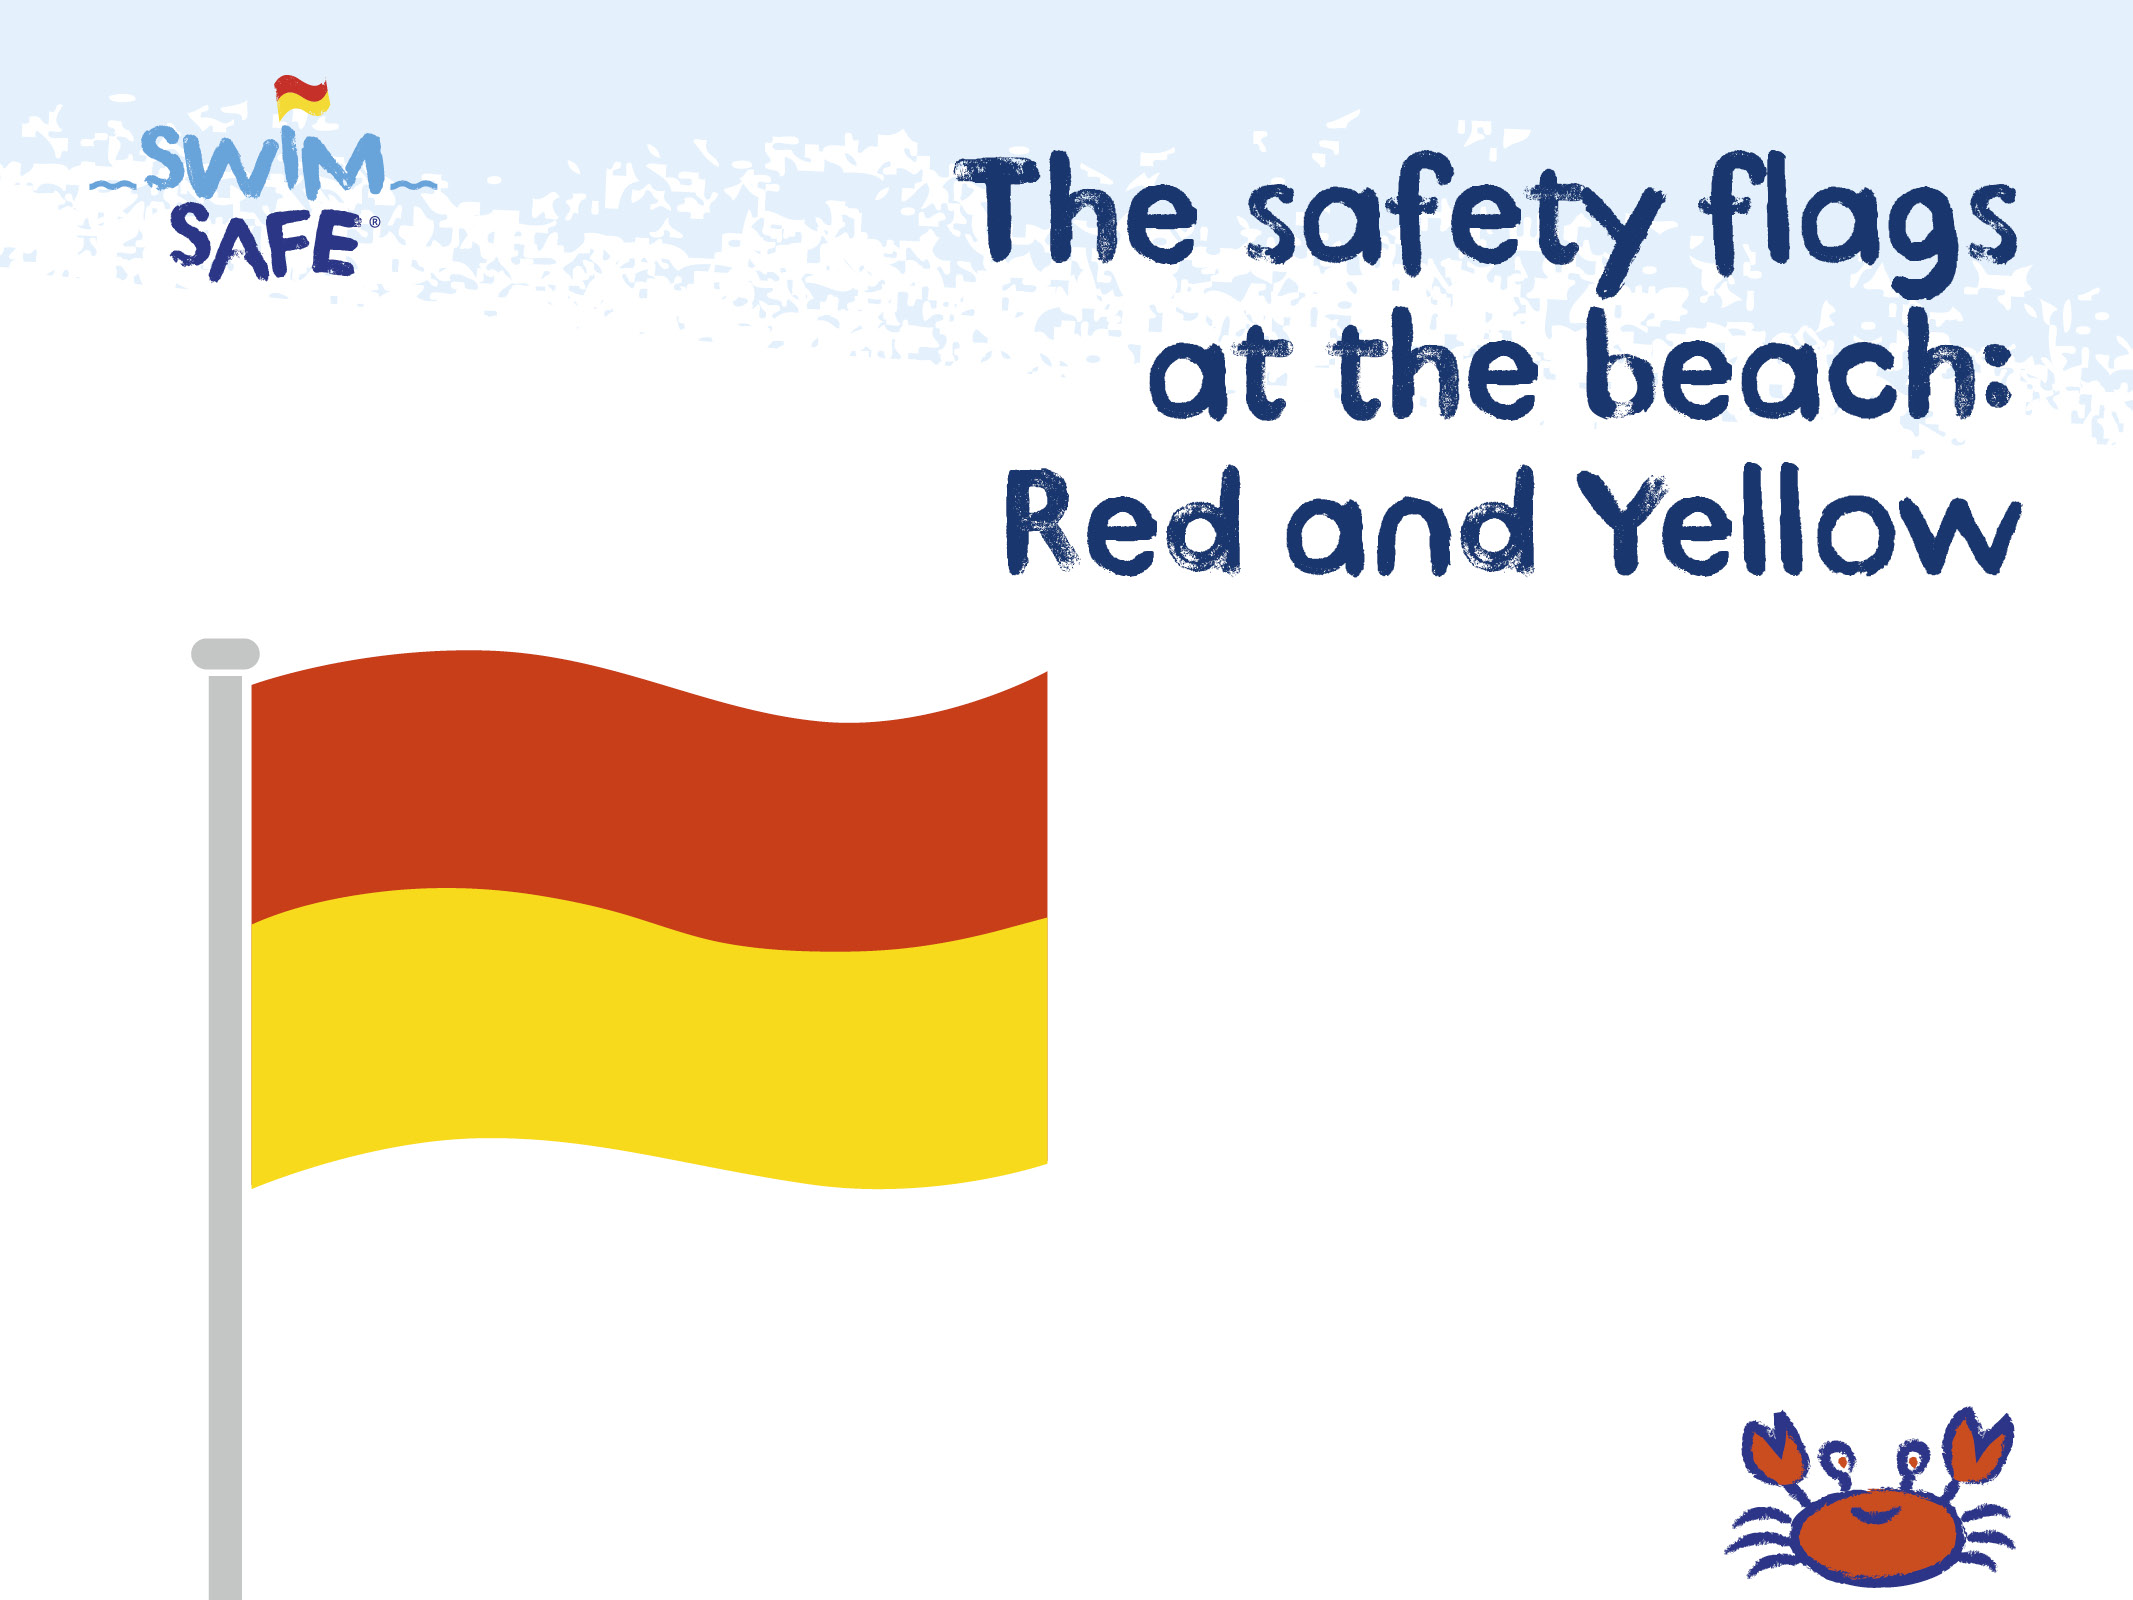 SWIM
SAFE®
The safety flags
at the beach:
Red and Yellow